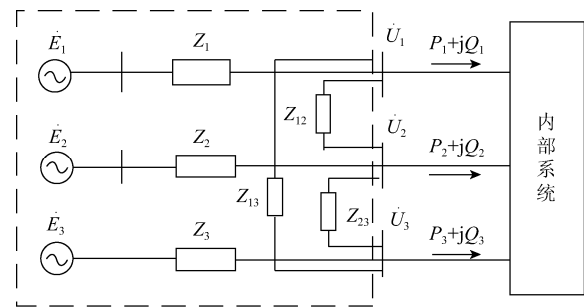 Ė₁ Z₁ U̇₁ P₁+jQ₁
Z₁₂
Ė₂ Z₂ U̇₂ P₂+jQ₂
Z₁₃ Z₂₃
Ė₃ Z₃ U̇₃ P₃+jQ₃
内部系统